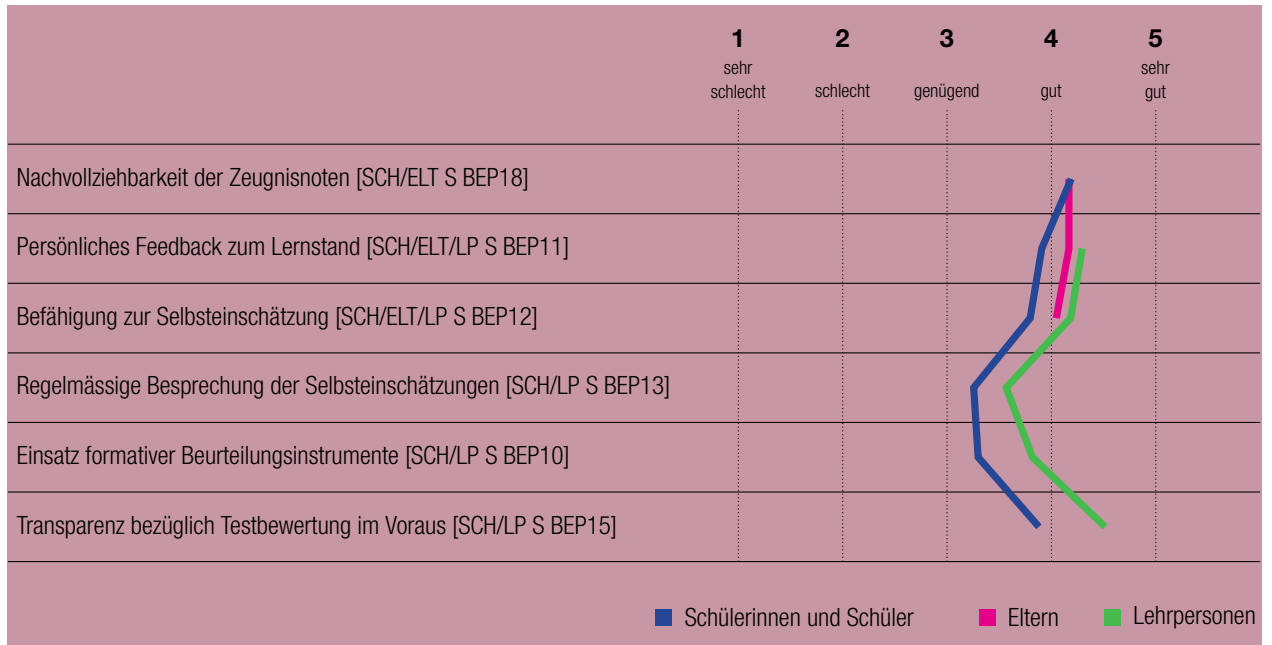 1 2 3 4 5
sehr schlecht schlecht genügend gut sehr gut
Nachvollziehbarkeit der Zeugnisnoten [SCH/ELT S BEP18]
Persönliches Feedback zum Lernstand [SCH/ELT/LP S BEP11]
Befähigung zur Selbsteinschätzung [SCH/ELT/LP S BEP12]
Regelmässige Besprechung der Selbsteinschätzungen [SCH/LP S BEP13]
Einsatz formativer Beurteilungsinstrumente [SCH/LP S BEP10]
Transparenz bezüglich Testbewertung im Voraus [SCH/LP S BEP15]
Schülerinnen und Schüler Eltern Lehrpersonen